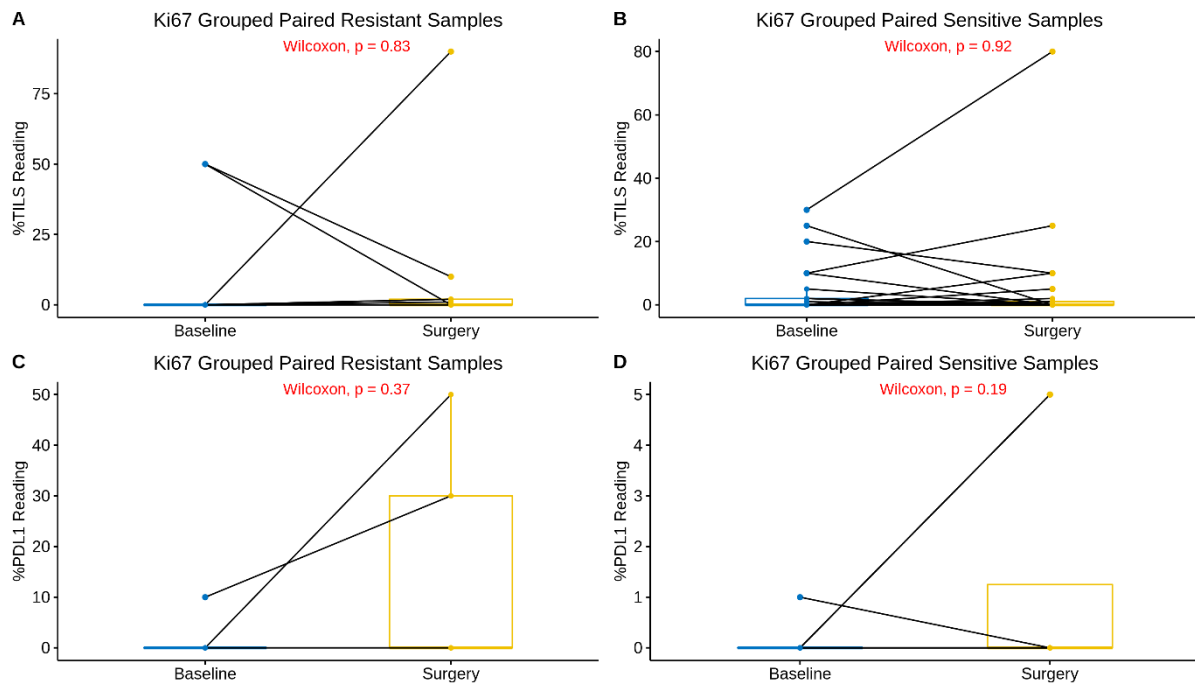 A
Ki67 Grouped Paired Resistant Samples
Wilcoxon, p = 0.83
%TILS Reading
75
50
25
0
Baseline
Surgery
B
Ki67 Grouped Paired Sensitive Samples
Wilcoxon, p = 0.92
%TILS Reading
80
60
40
20
0
Baseline
Surgery
C
Ki67 Grouped Paired Resistant Samples
Wilcoxon, p = 0.37
%PDL1 Reading
50
40
30
20
10
0
Baseline
Surgery
D
Ki67 Grouped Paired Sensitive Samples
Wilcoxon, p = 0.19
%PDL1 Reading
5
4
3
2
1
0
Baseline
Surgery